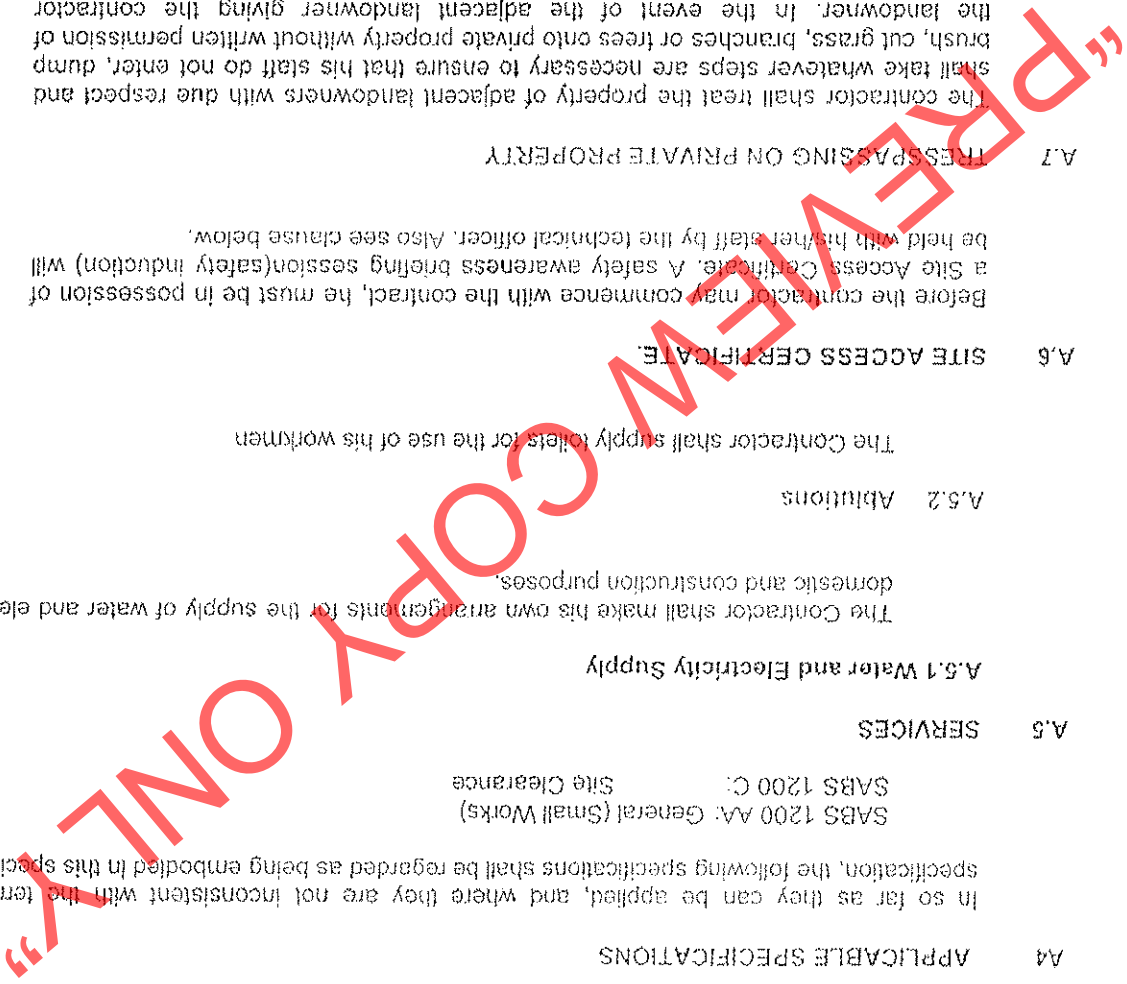 A4 APPLICABLE SPECIFICATIONS
In so far as they can be applied, and where they are not inconsistent with the
specification, the following specifications shall be regarded as being embodied in this
SABS 1200 AA: General (Small Works)
SABS 1200 C: Site Clearance
A.5 SERVICES
A.5.1 Water and Electricity Supply
The Contractor shall make his own arrangements for the supply of water and
domestic and construction purposes.
A.5.2 Ablutions
The Contractor shall supply toilets for the use of his workmen
A.6 SITE ACCESS CERTIFICATE.
Before the contractor may commence with the contract, he must be in possession of
a Site Access Certificate. A safety awareness briefing session(safety induction) will
be held with his/her staff by the technical officer. Also see clause below.
A.7 TRESSPASSING ON PRIVATE PROPERTY
The contractor shall treat the property of adjacent landowners with due respect and
shall take whatever steps are necessary to ensure that his staff do not enter, dump
brush, cut grass, branches or trees onto private property without written permission of
the landowner. In the event of the adjacent landowner giving the contractor
"PREVIEW COPY ONLY"